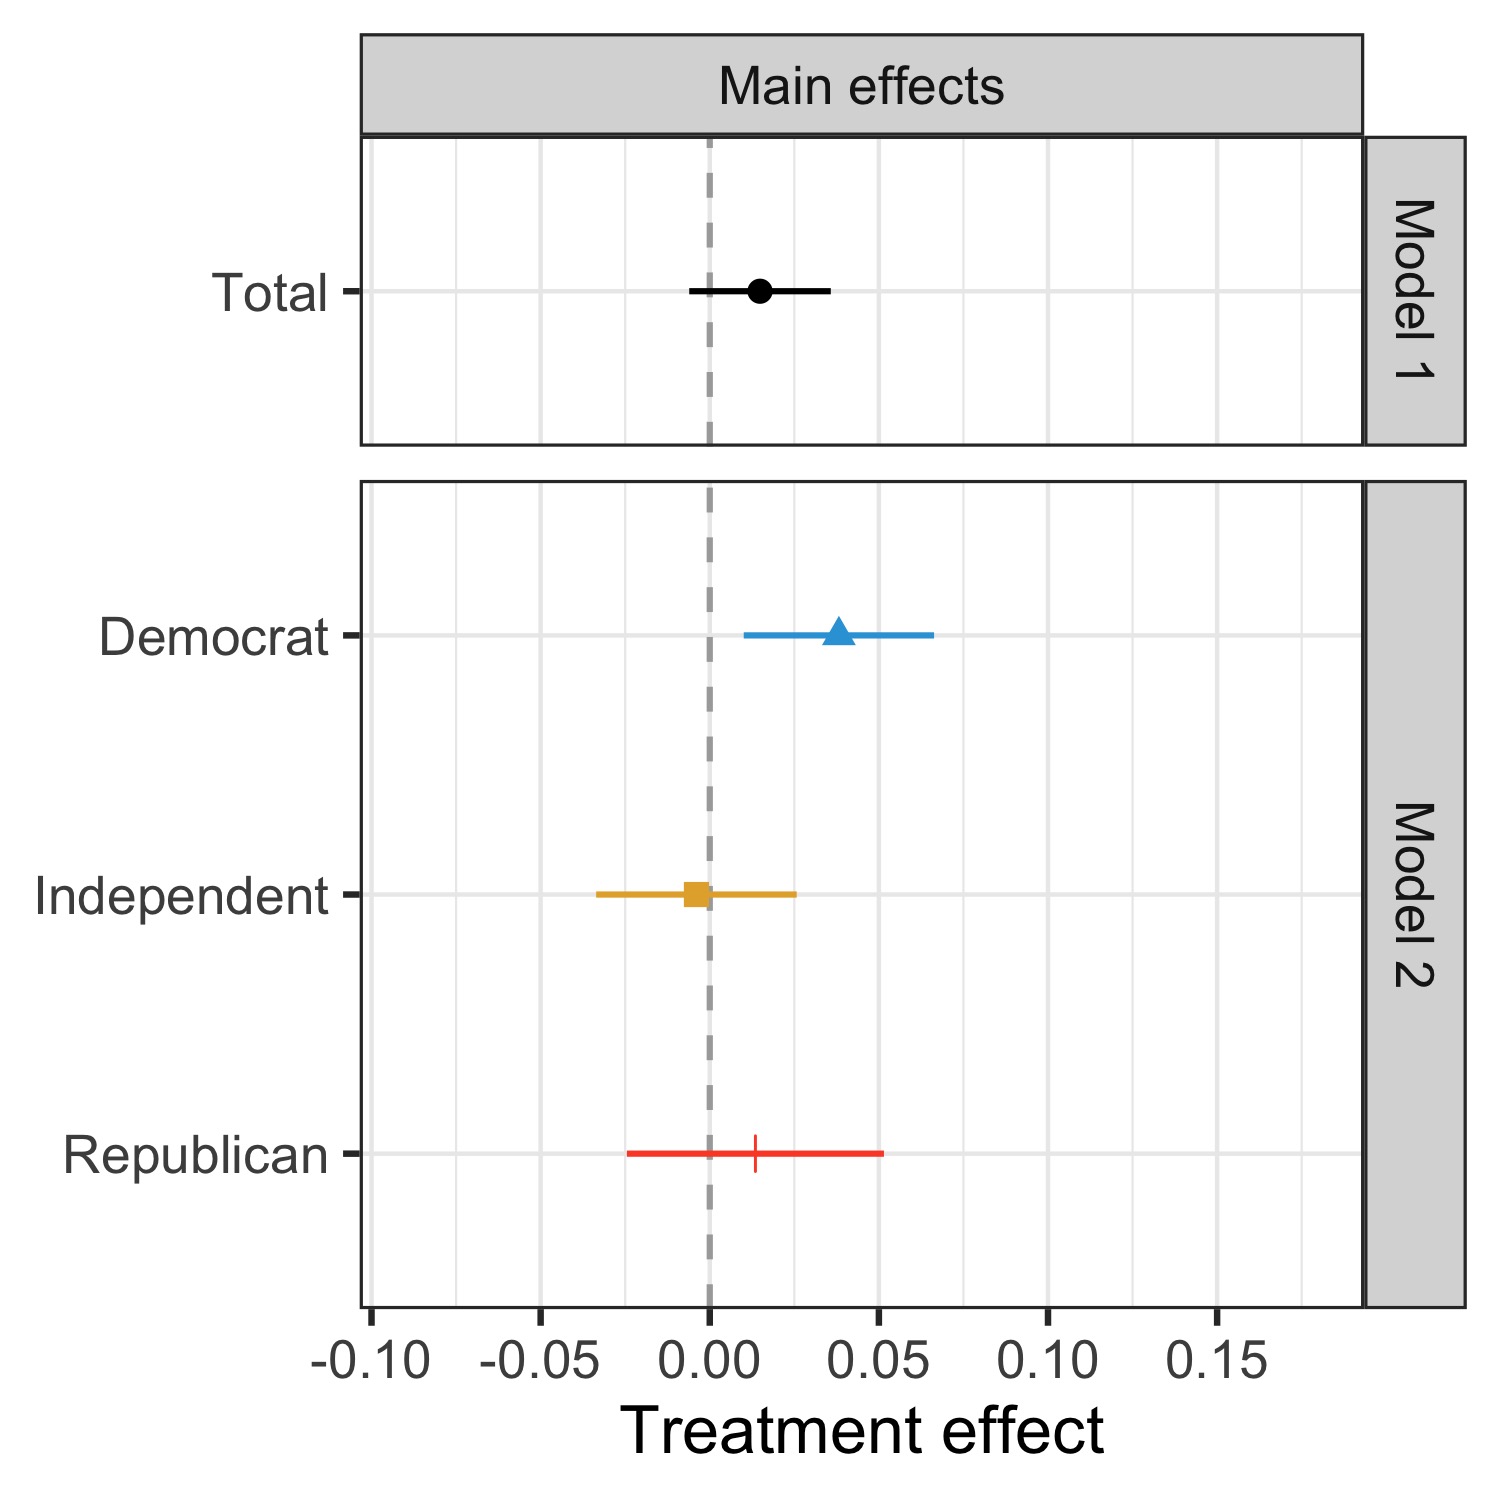 Main effects
Total
Model 1
Democrat
Independent
Republican
Model 2
-0.10 -0.05 0.00 0.05 0.10 0.15
Treatment effect